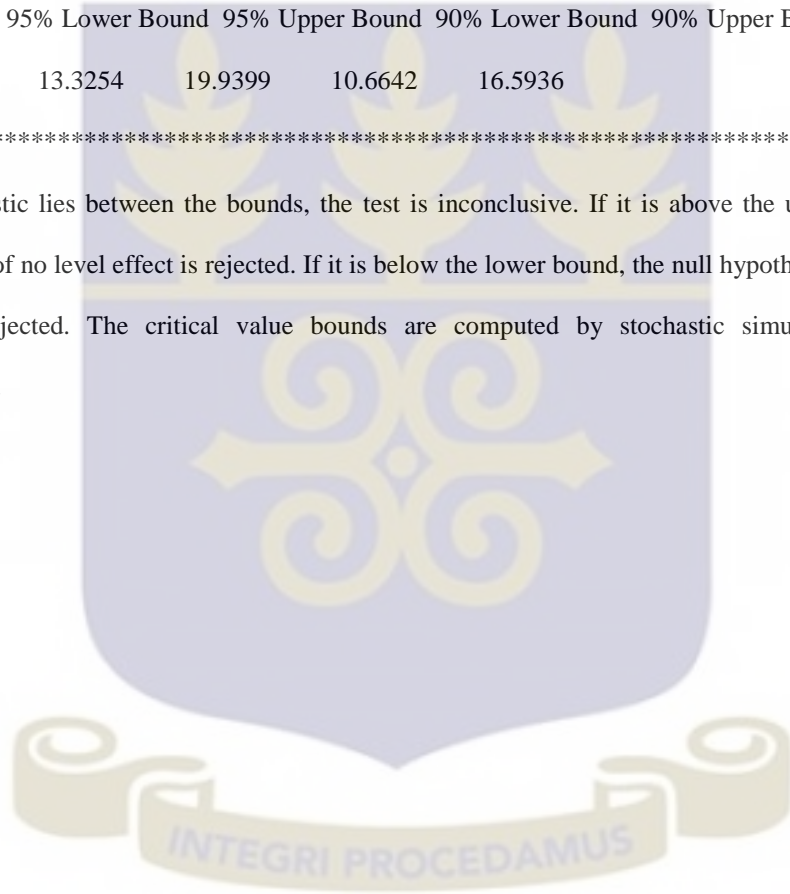 95% Lower Bound 95% Upper Bound 90% Lower Bound 90% Upper B
13.3254 19.9399 10.6642 16.5936
*******************************************************************************
stic lies between the bounds, the test is inconclusive. If it is above the u
of no level effect is rejected. If it is below the lower bound, the null hypoth
jected. The critical value bounds are computed by stochastic simu
INTEGRI PROCEDAMUS